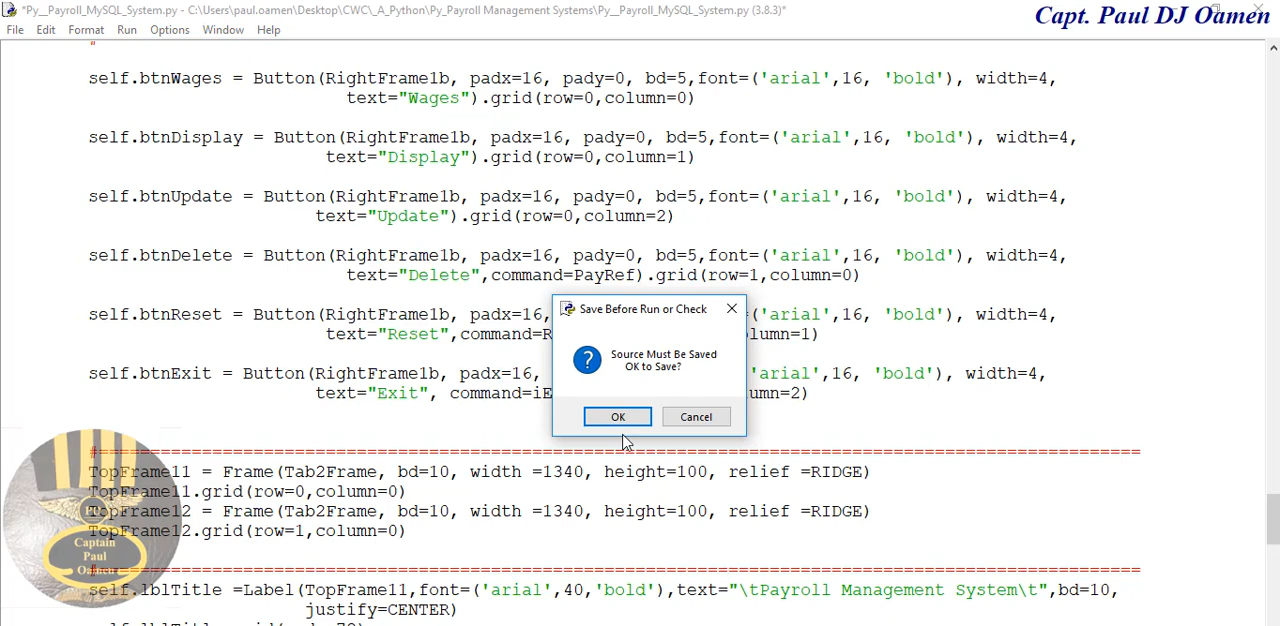 *Py__Payroll_MySQL_System.py - C:\Users\paul.oamen\Desktop\CWC\_A_Python\Py_Payroll Management Systems\Py__Payroll_MySQL_System.py (3.8.3)*
Capt. Paul DJ Oamen
File Edit Format Run Options Window Help
self.btnWages = Button(RightFrame1b, padx=16, pady=0, bd=5,font=('arial',16, 'bold'), width=4,
text="Wages").grid(row=0,column=0)
self.btnDisplay = Button(RightFrame1b, padx=16, pady=0, bd=5,font=('arial',16, 'bold'), width=4,
text="Display").grid(row=0,column=1)
self.btnUpdate = Button(RightFrame1b, padx=16, pady=0, bd=5,font=('arial',16, 'bold'), width=4,
text="Update").grid(row=0,column=2)
self.btnDelete = Button(RightFrame1b, padx=16, pady=0, bd=5,font=('arial',16, 'bold'), width=4,
text="Delete",command=PayRef).grid(row=1,column=0)
self.btnReset = Button(RightFrame1b, padx=16, ('arial',16, 'bold'), width=4,
text="Reset",command=R column=1)
self.btnExit = Button(RightFrame1b, padx=16, 'arial',16, 'bold'), width=4,
text="Exit", command=iE column=2)
Save Before Run or Check
Source Must Be Saved
OK to Save?
OK Cancel
#==========================================================================================
TopFrame11 = Frame(Tab2Frame, bd=10, width =1340, height=100, relief =RIDGE)
TopFrame11.grid(row=0,column=0)
TopFrame12 = Frame(Tab2Frame, bd=10, width =1340, height=100, relief =RIDGE)
TopFrame12.grid(row=1,column=0)
Captain
Paul
Oamen
#==========================================================================================
self.lblTitle =Label(TopFrame11,font=('arial',40,'bold'),text="\tPayroll Management System\t",bd=10,
justify=CENTER)